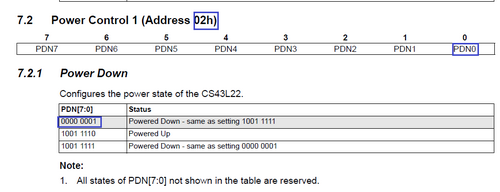 7.2 Power Control 1 (Address 02h)
7 6 5 4 3 2 1 0
PDN7 PDN6 PDN5 PDN4 PDN3 PDN2 PDN1 PDN0
7.2.1 Power Down
Configures the power state of the CS43L22.
PDN[7:0] Status
0000 0001 Powered Down - same as setting 1001 1111
1001 1110 Powered Up
1001 1111 Powered Down - same as setting 0000 0001
Note:
1. All states of PDN[7:0] not shown in the table are reserved.